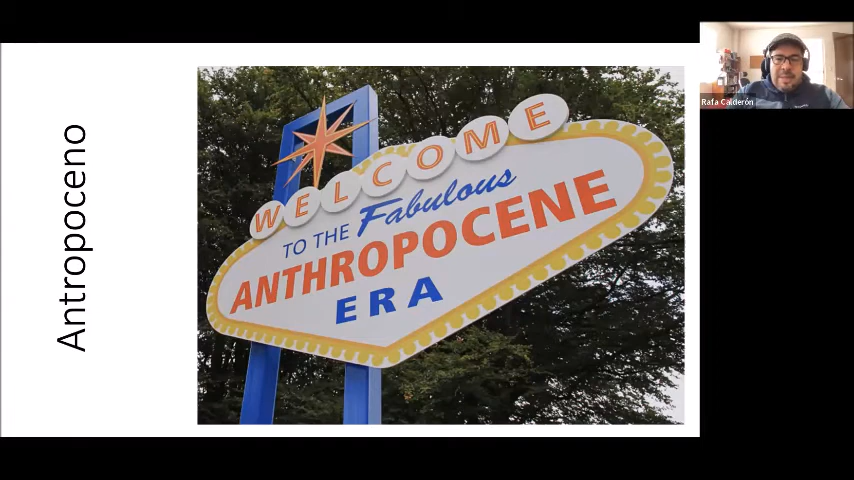 Antropoceno
WELCOME
TO THE Fabulous
ANTHROPOCENE
ERA
Rafa Calderón